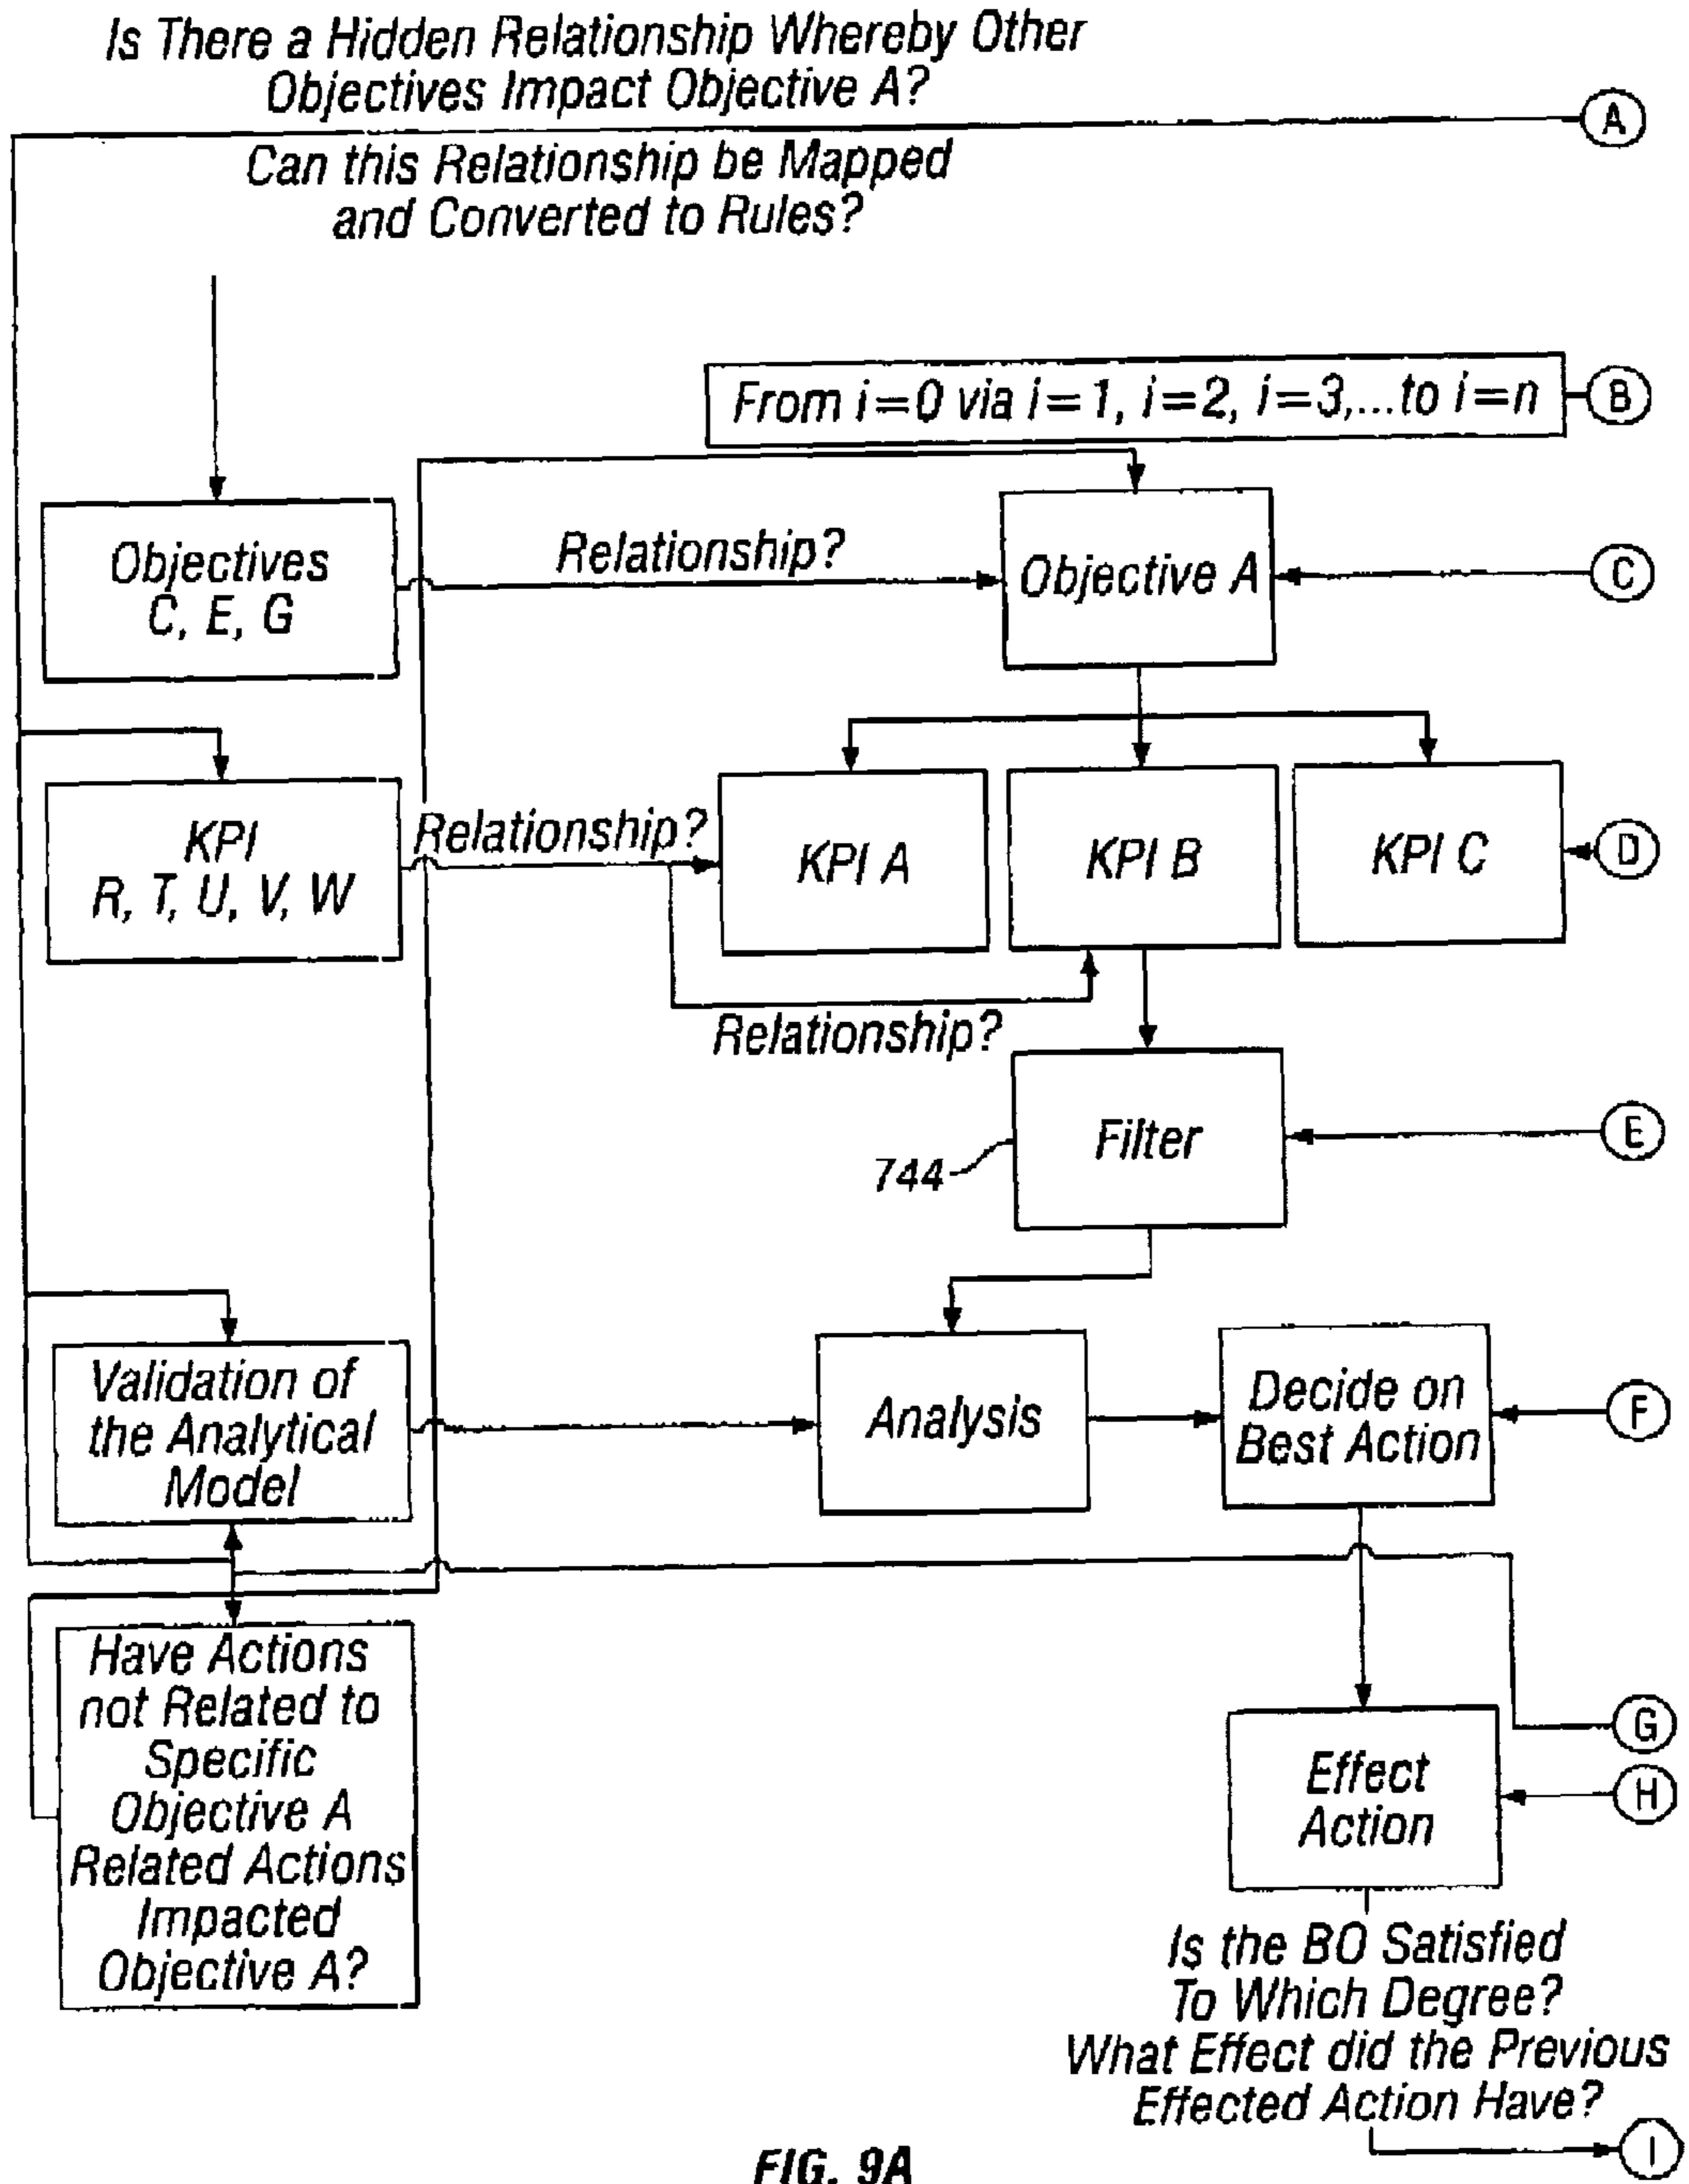 Is There a Hidden Relationship Whereby Other
Objectives Impact Objective A?
A
Can this Relationship be Mapped
and Converted to Rules?
From i=0 via i=1, i=2, i=3,...to i=n
B
Objectives
C, E, G
Relationship?
Objective A
C
KPI
R, T, U, V, W
Relationship?
KPI A
KPI B
KPI C
D
Relationship?
Filter
744
E
Validation of
the Analytical
Model
Analysis
Decide on
Best Action
F
Have Actions
not Related to
Specific
Objective A
Related Actions
Impacted
Objective A?
G
Effect
Action
H
Is the BO Satisfied
To Which Degree?
What Effect did the Previous
Effected Action Have?
I
FIG. 9A